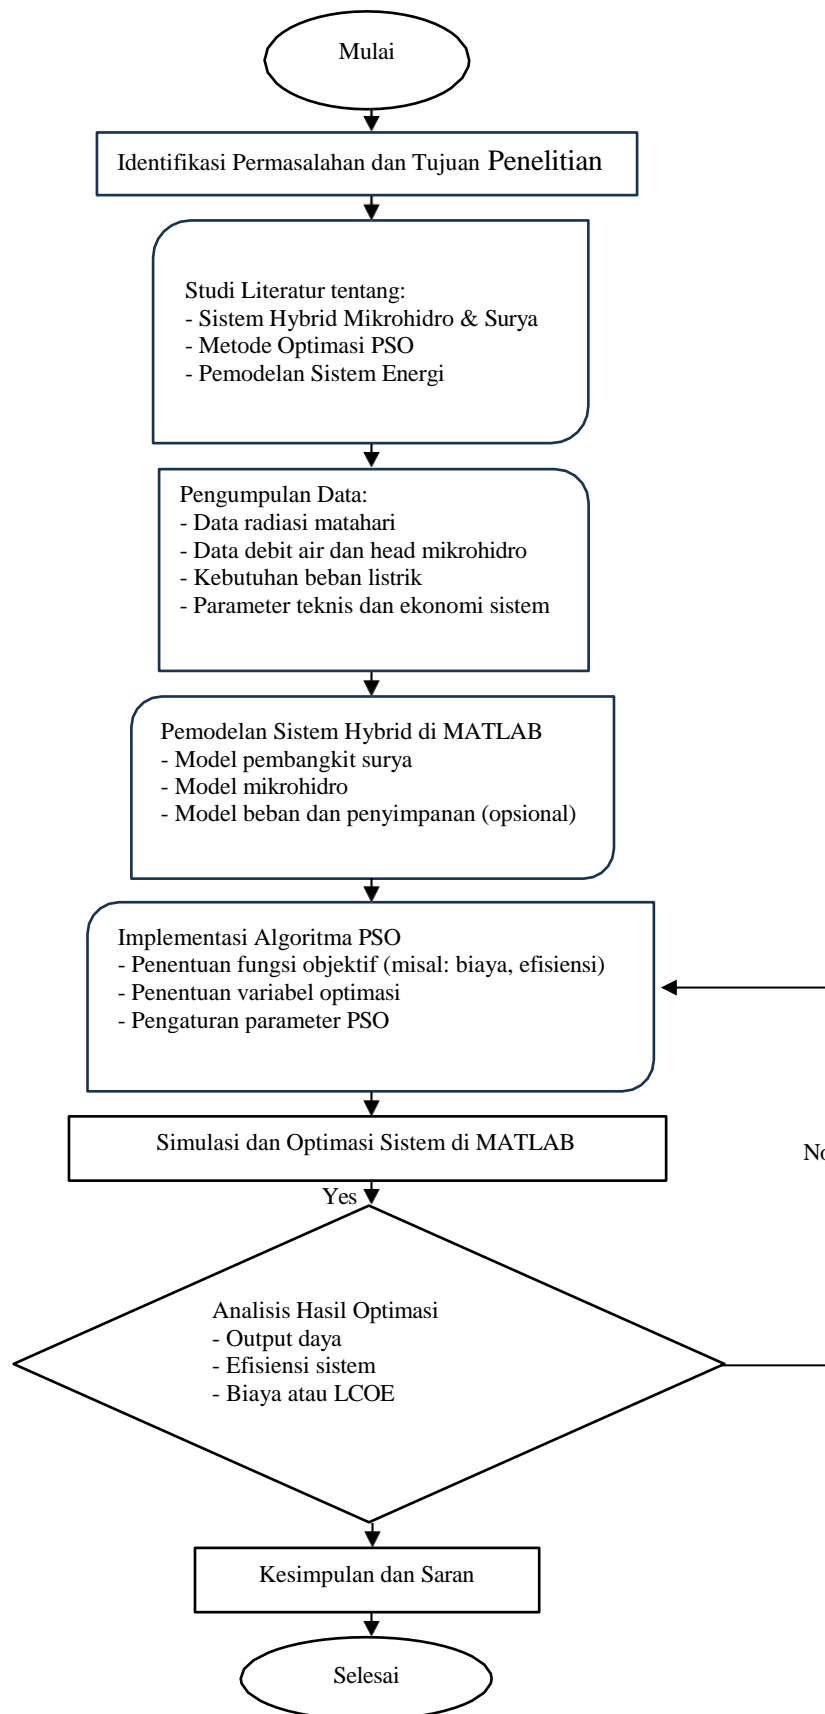 Mulai
Identifikasi Permasalahan dan Tujuan Penelitian
Studi Literatur tentang:
- Sistem Hybrid Mikrohidro & Surya
- Metode Optimasi PSO
- Pemodelan Sistem Energi
Pengumpulan Data:
- Data radiasi matahari
- Data debit air dan head mikrohidro
- Kebutuhan beban listrik
- Parameter teknis dan ekonomi sistem
Pemodelan Sistem Hybrid di MATLAB
- Model pembangkit surya
- Model mikrohidro
- Model beban dan penyimpanan (opsional)
Implementasi Algoritma PSO
- Penentuan fungsi objektif (misal: biaya, efisiensi)
- Penentuan variabel optimasi
- Pengaturan parameter PSO
Simulasi dan Optimasi Sistem di MATLAB
No
Yes
Analisis Hasil Optimasi
- Output daya
- Efisiensi sistem
- Biaya atau LCOE
Kesimpulan dan Saran
Selesai